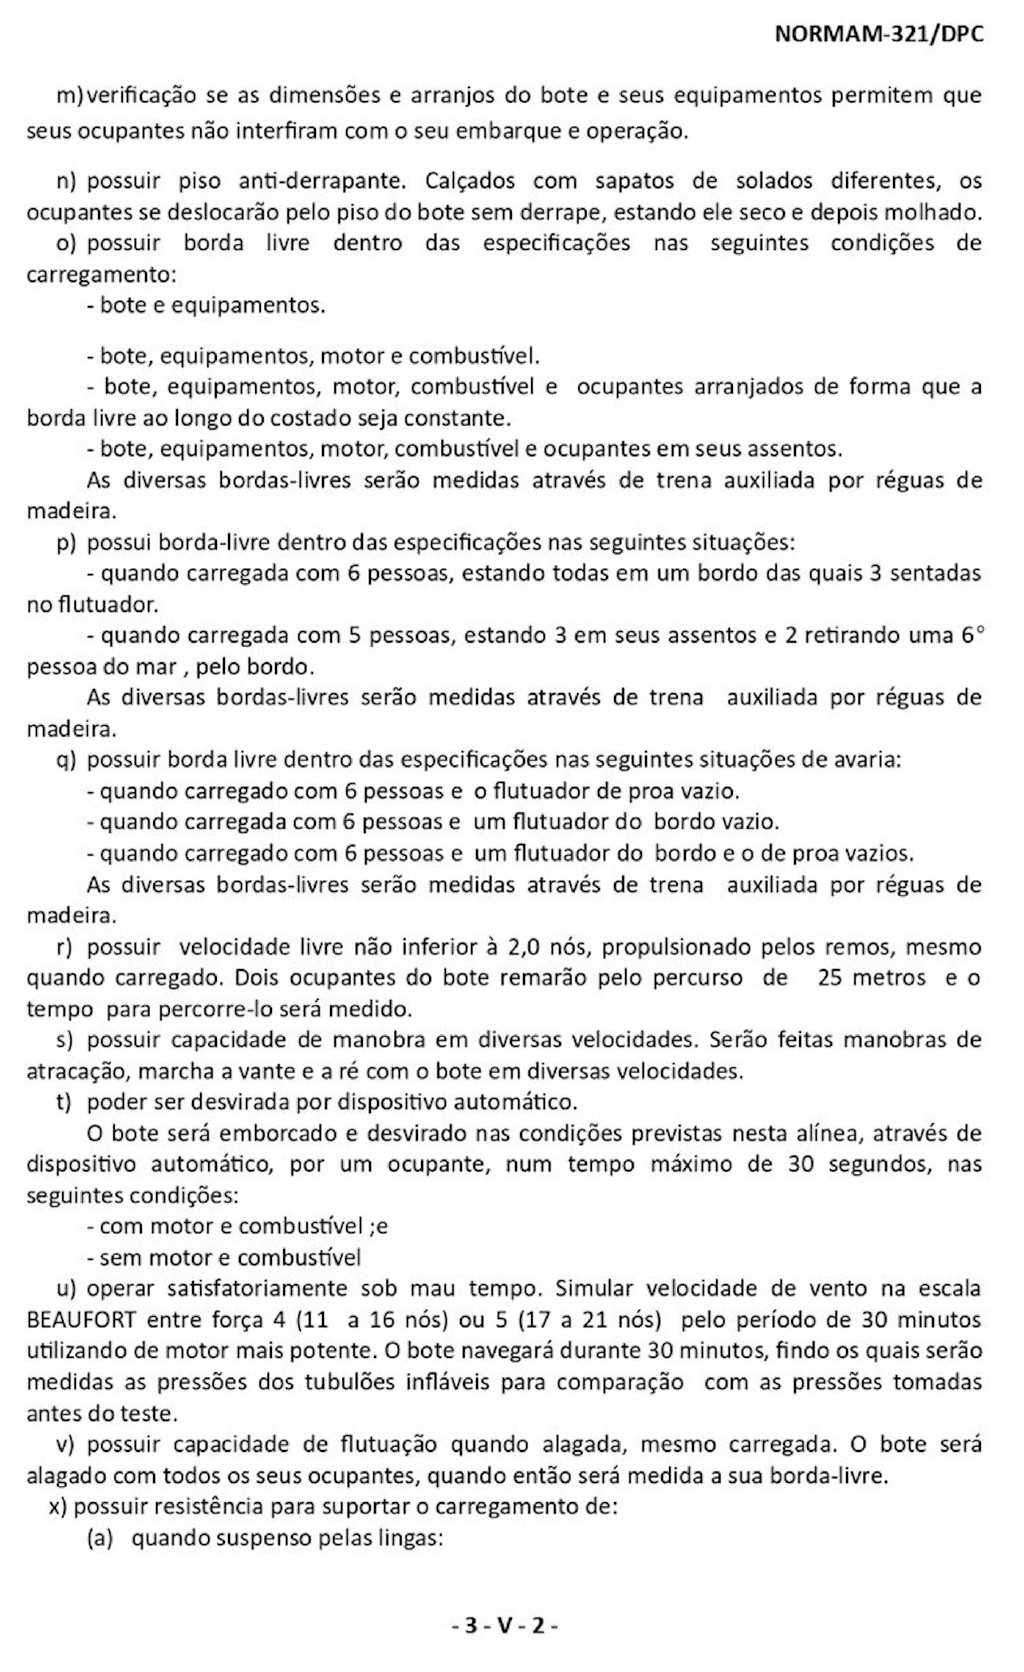 NORMAM-321/DPC
m)verificação se as dimensões e arranjos do bote e seus equipamentos permitem que
seus ocupantes não interfiram com o seu embarque e operação.
n) possuir piso anti-derrapante. Calçados com sapatos de solados diferentes, os
ocupantes se deslocarão pelo piso do bote sem derrape, estando ele seco e depois molhado.
o) possuir borda livre dentro das especificações nas seguintes condições de
carregamento:
- bote e equipamentos.
- bote, equipamentos, motor e combustível.
- bote, equipamentos, motor, combustível e ocupantes arranjados de forma que a
borda livre ao longo do costado seja constante.
- bote, equipamentos, motor, combustível e ocupantes em seus assentos.
As diversas bordas-livres serão medidas através de trena auxiliada por réguas de
madeira.
p) possui borda-livre dentro das especificações nas seguintes situações:
- quando carregada com 6 pessoas, estando todas em um bordo das quais 3 sentadas
no flutuador.
- quando carregada com 5 pessoas, estando 3 em seus assentos e 2 retirando uma 6°
pessoa do mar , pelo bordo.
As diversas bordas-livres serão medidas através de trena auxiliada por réguas de
madeira.
q) possuir borda livre dentro das especificações nas seguintes situações de avaria:
- quando carregado com 6 pessoas e o flutuador de proa vazio.
- quando carregada com 6 pessoas e um flutuador do bordo vazio.
- quando carregado com 6 pessoas e um flutuador do bordo e o de proa vazios.
As diversas bordas-livres serão medidas através de trena auxiliada por réguas de
madeira.
r) possuir velocidade livre não inferior à 2,0 nós, propulsionado pelos remos, mesmo
quando carregado. Dois ocupantes do bote remarão pelo percurso de 25 metros e o
tempo para percorre-lo será medido.
s) possuir capacidade de manobra em diversas velocidades. Serão feitas manobras de
atracação, marcha a vante e a ré com o bote em diversas velocidades.
t) poder ser desvirada por dispositivo automático.
O bote será emborcado e desvirado nas condições previstas nesta alínea, através de
dispositivo automático, por um ocupante, num tempo máximo de 30 segundos, nas
seguintes condições:
- com motor e combustível ;e
- sem motor e combustível
u) operar satisfatoriamente sob mau tempo. Simular velocidade de vento na escala
BEAUFORT entre força 4 (11 a 16 nós) ou 5 (17 a 21 nós) pelo período de 30 minutos
utilizando de motor mais potente. O bote navegará durante 30 minutos, findo os quais serão
medidas as pressões dos tubulões infláveis para comparação com as pressões tomadas
antes do teste.
v) possuir capacidade de flutuação quando alagada, mesmo carregada. O bote será
alagado com todos os seus ocupantes, quando então será medida a sua borda-livre.
x) possuir resistência para suportar o carregamento de:
(a) quando suspenso pelas lingas:
- 3 - V - 2 -